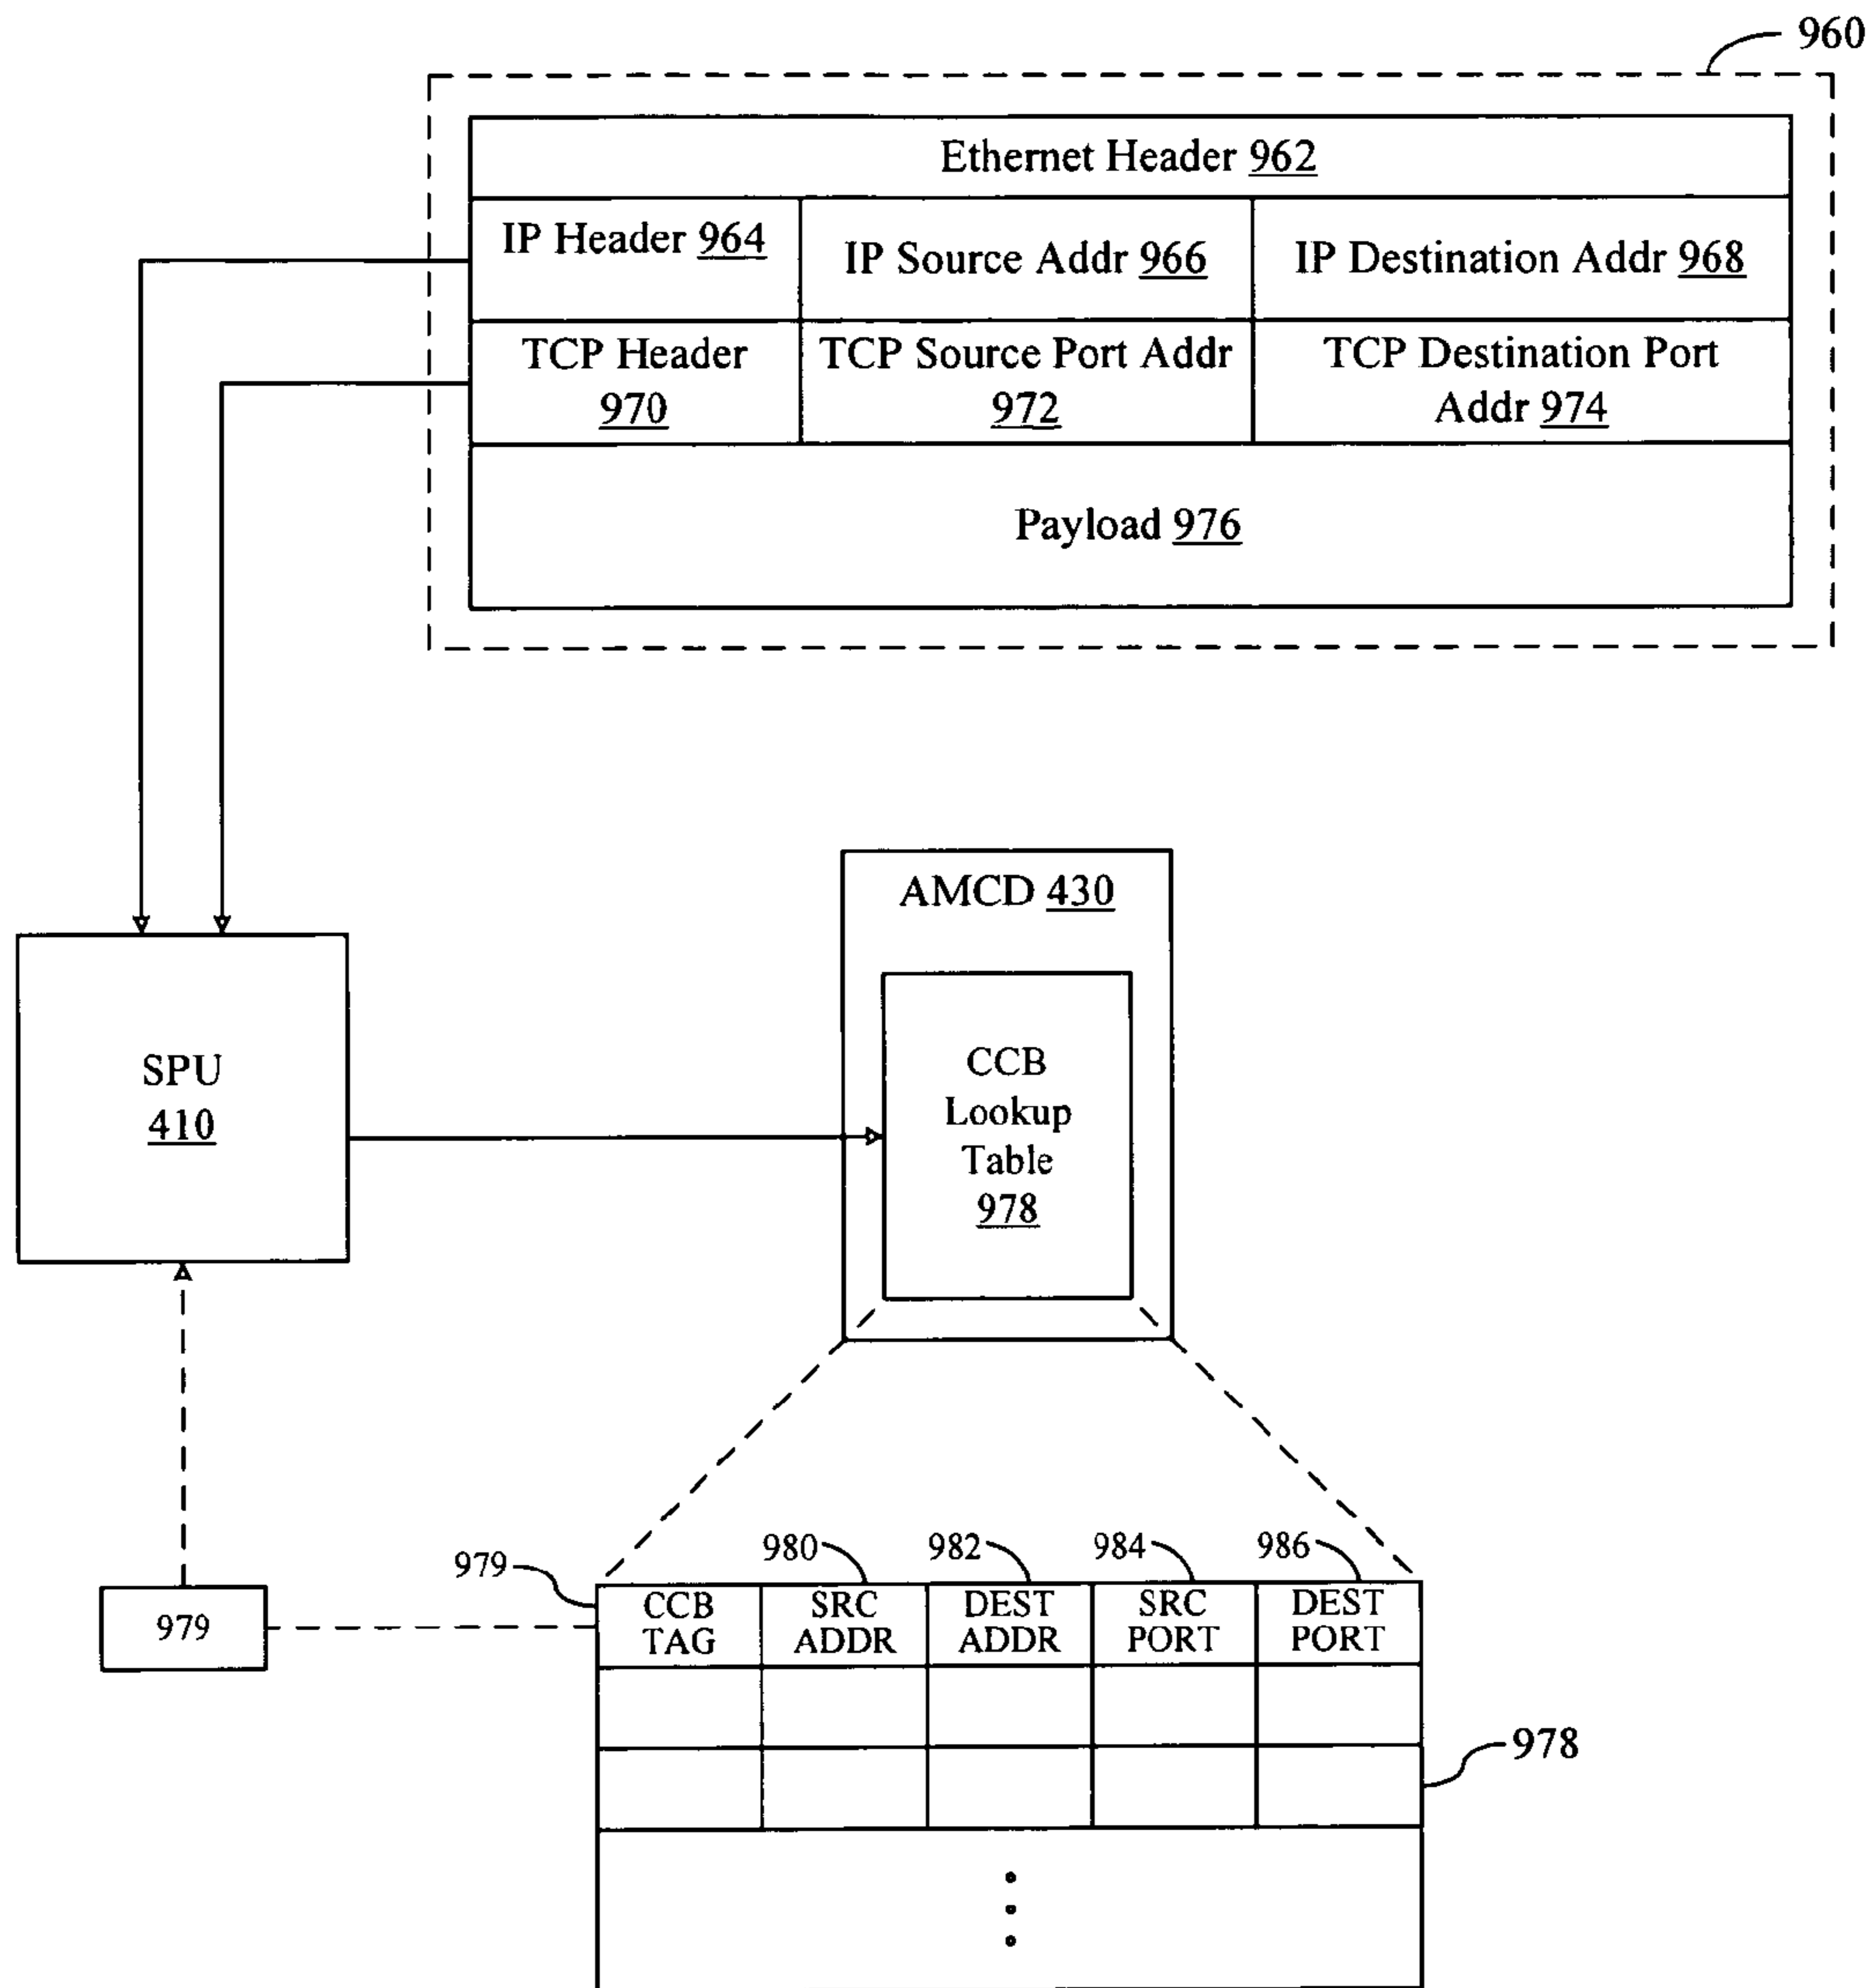 960
Ethernet Header 962
IP Header 964
IP Source Addr 966
IP Destination Addr 968
TCP Header
970
TCP Source Port Addr
972
TCP Destination Port
Addr 974
Payload 976
AMCD 430
SPU
410
CCB
Lookup
Table
978
979
980
982
984
986
979
CCB
TAG
SRC
ADDR
DEST
ADDR
SRC
PORT
DEST
PORT
978